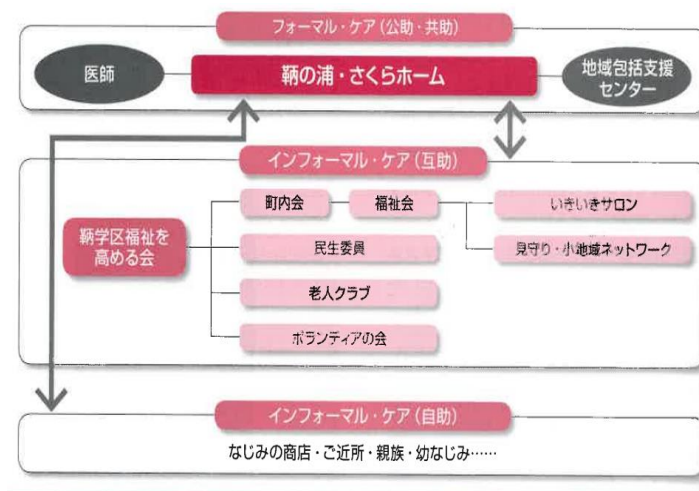 フォーマル・ケア（公助・共助）
医師
鞆の浦・さくらホーム
地域包括支援
センター
インフォーマル・ケア（互助）
鞆学区福祉を
高める会
町内会
福祉会
いきいきサロン
民生委員
見守り・小地域ネットワーク
老人クラブ
ボランティアの会
インフォーマル・ケア（自助）
なじみの商店・ご近所・親族・幼なじみ……